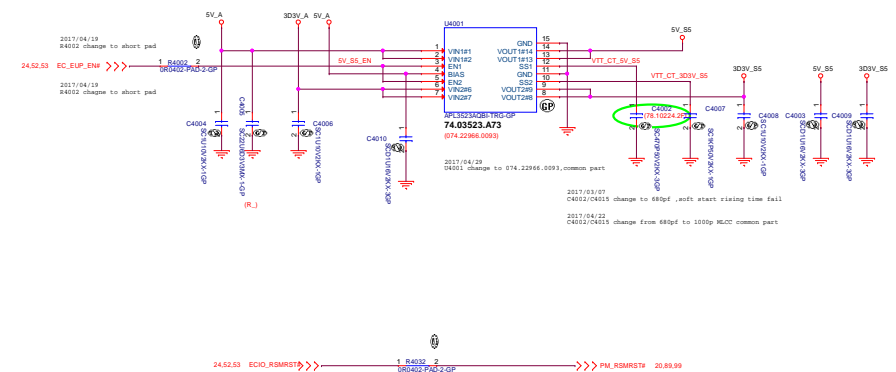 5V_A
3D3V_A
5V_A
U4001
2017/04/19
R4002 change to short pad
24,52,53 EC_EUP_EN#
1 R4002 2
0R0402-PAD-2-GP
2017/04/19
R4002 change to short pad
5V_S5_EN
1 VIN1#1
2 VIN1#2
3 EN1
4 BIAS
5 EN2
6 VIN2#6
7 VIN2#7
GND 15
VOUT1#14 14
VOUT1#13 13
SS1 12
GND 11
SS2 10
VOUT2#9 9
VOUT2#8 8
APL3523AQBI-TRG-GP
74.03523.A73
(074.22966.0093)
GP
5V_S5
VTT_CT_5V_S5
VTT_CT_3D3V_S5
3D3V_S5
5V_S5
3D3V_S5
C4004
C4005
C4006
C4010
(R_)
C4002
(78.10224.2F
C4007
C4008
C4003
C4009
2017/04/29
U4001 change to 074.22966.0093,common part
2017/03/07
C4002/C4015 change to 680pf ,soft start rising time fail
2017/04/22
C4002/C4015 change from 680pf to 1000p MLCC common part
24,52,53 ECIO_RSMRST#
1 R4032 2
0R0402-PAD-2-GP
PM_RSMRST# 20,89,99